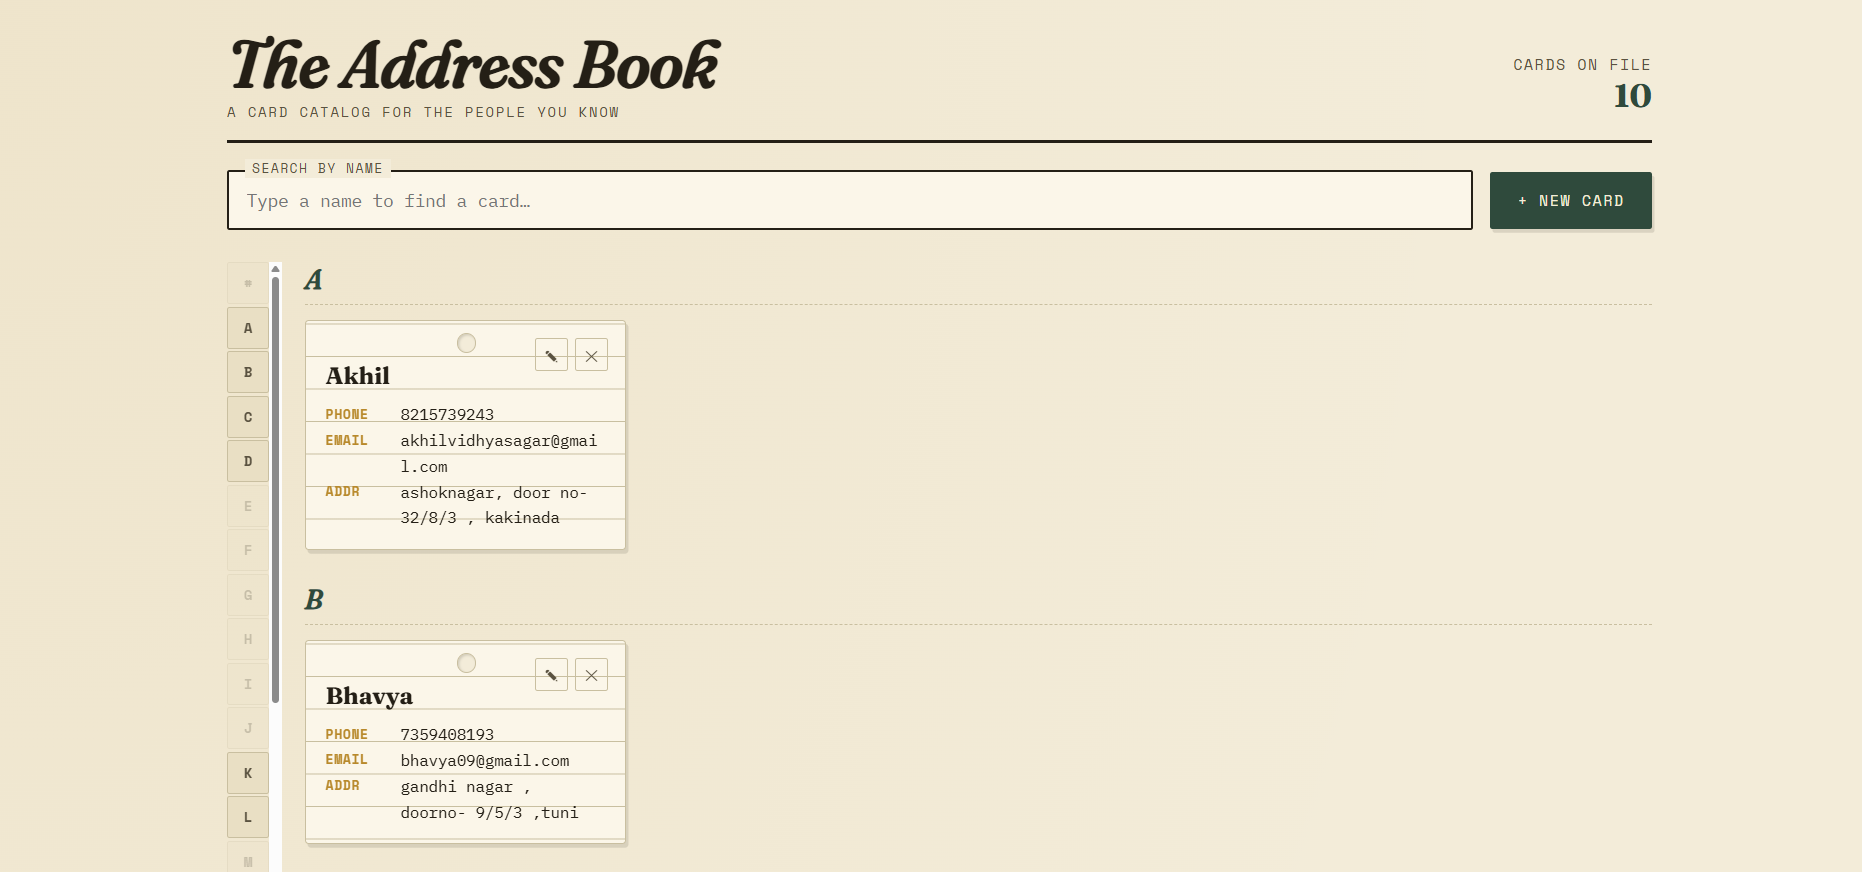 The Address Book
A CARD CATALOG FOR THE PEOPLE YOU KNOW
CARDS ON FILE
10
SEARCH BY NAME
Type a name to find a card…
+ NEW CARD
#
A
B
C
D
E
F
G
H
I
J
K
L
M
A
Akhil
PHONE 8215739243
EMAIL akhilvidhyasagar@gmai
l.com
ADDR ashoknagar, door no-
32/8/3 , kakinada
B
Bhavya
PHONE 7359408193
EMAIL bhavya09@gmail.com
ADDR gandhi nagar ,
doorno- 9/5/3 ,tuni